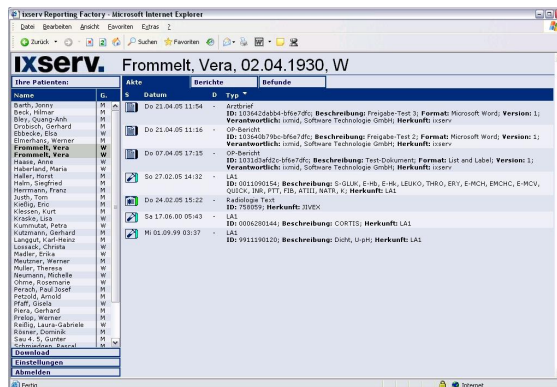 ixserv Reporting Factory - Microsoft Internet Explorer
Datei Bearbeiten Ansicht Favoriten Extras ?
Zurück Suchen Favoriten
ixserv. Frommelt, Vera, 02.04.1930, W
Ihre Patienten: Akte Berichte Befunde
Name G. S Datum D Typ
Barth, Jonny M
Beck, Hilmar M
Bley, Quang-Anh M
Drobisch, Gerhard M
Ebbecke, Elsa W
Elmerhans, Werner M
Frommelt, Vera W
Frommelt, Vera W
Haase, Anne W
Haberland, Maria W
Haller, Horst M
Halm, Siegfried M
Herrmann, Franz M
Justh, Tom M
Kießig, Eric M
Klessen, Kurt M
Kraske, Lisa W
Kummutat, Petra W
Kutzmann, Gerhard M
Langgut, Karl-Heinz M
Lossack, Christa W
Madler, Erika W
Meutzner, Werner M
Muller, Theresa W
Neumann, Michelle W
Ohme, Rosemarie W
Perach, Paul Josef M
Petzold, Arnold M
Pfaff, Gisela W
Piera, Gerhard M
Prelop, Werner M
Reißig, Laura-Gabriele W
Rösner, Dominik M
Sau 4. 5, Gunter M
Schmiedgen, Pascal M
Download
Einstellungen
Abmelden
Do 21.04.05 11:54 - Arztbrief
ID: 103642dabb4-bf6e7dfc; Beschreibung: Freigabe-Test 3; Format: Microsoft Word; Version: 1;
Verantwortlich: ixmid, Software Technologie GmbH; Herkunft: ixserv
Do 21.04.05 11:16 - OP-Bericht
ID: 103640b79bc-bf6e7dfc; Beschreibung: Freigabe-Test 2; Format: Microsoft Word; Version: 1;
Verantwortlich: ixmid, Software Technologie GmbH; Herkunft: ixserv
Do 07.04.05 17:15 - OP-Bericht
ID: 1031d3afd2c-bf6e7dfc; Beschreibung: Test-Dokument; Format: List and Label; Version: 1;
Verantwortlich: ixmid, Software Technologie GmbH; Herkunft: ixserv
So 27.02.05 14:32 - LA1
ID: 0011090154; Beschreibung: S-GLUK, E-Hb, E-Hk, LEUKO, THRO, ERY, E-MCH, EMCHC, E-MCV,
QUICK, INR, PTT, FIB, ATIII, NATR, K; Herkunft: LA1
Do 24.02.05 15:22 - Radiologie Text
ID: 758059; Herkunft: JIVEX
Sa 17.06.00 05:43 - LA1
ID: 0006280144; Beschreibung: CORTIS; Herkunft: LA1
Mi 01.09.99 03:37 - LA1
ID: 9911190120; Beschreibung: Dicht, U-pH; Herkunft: LA1
Fertig Internet